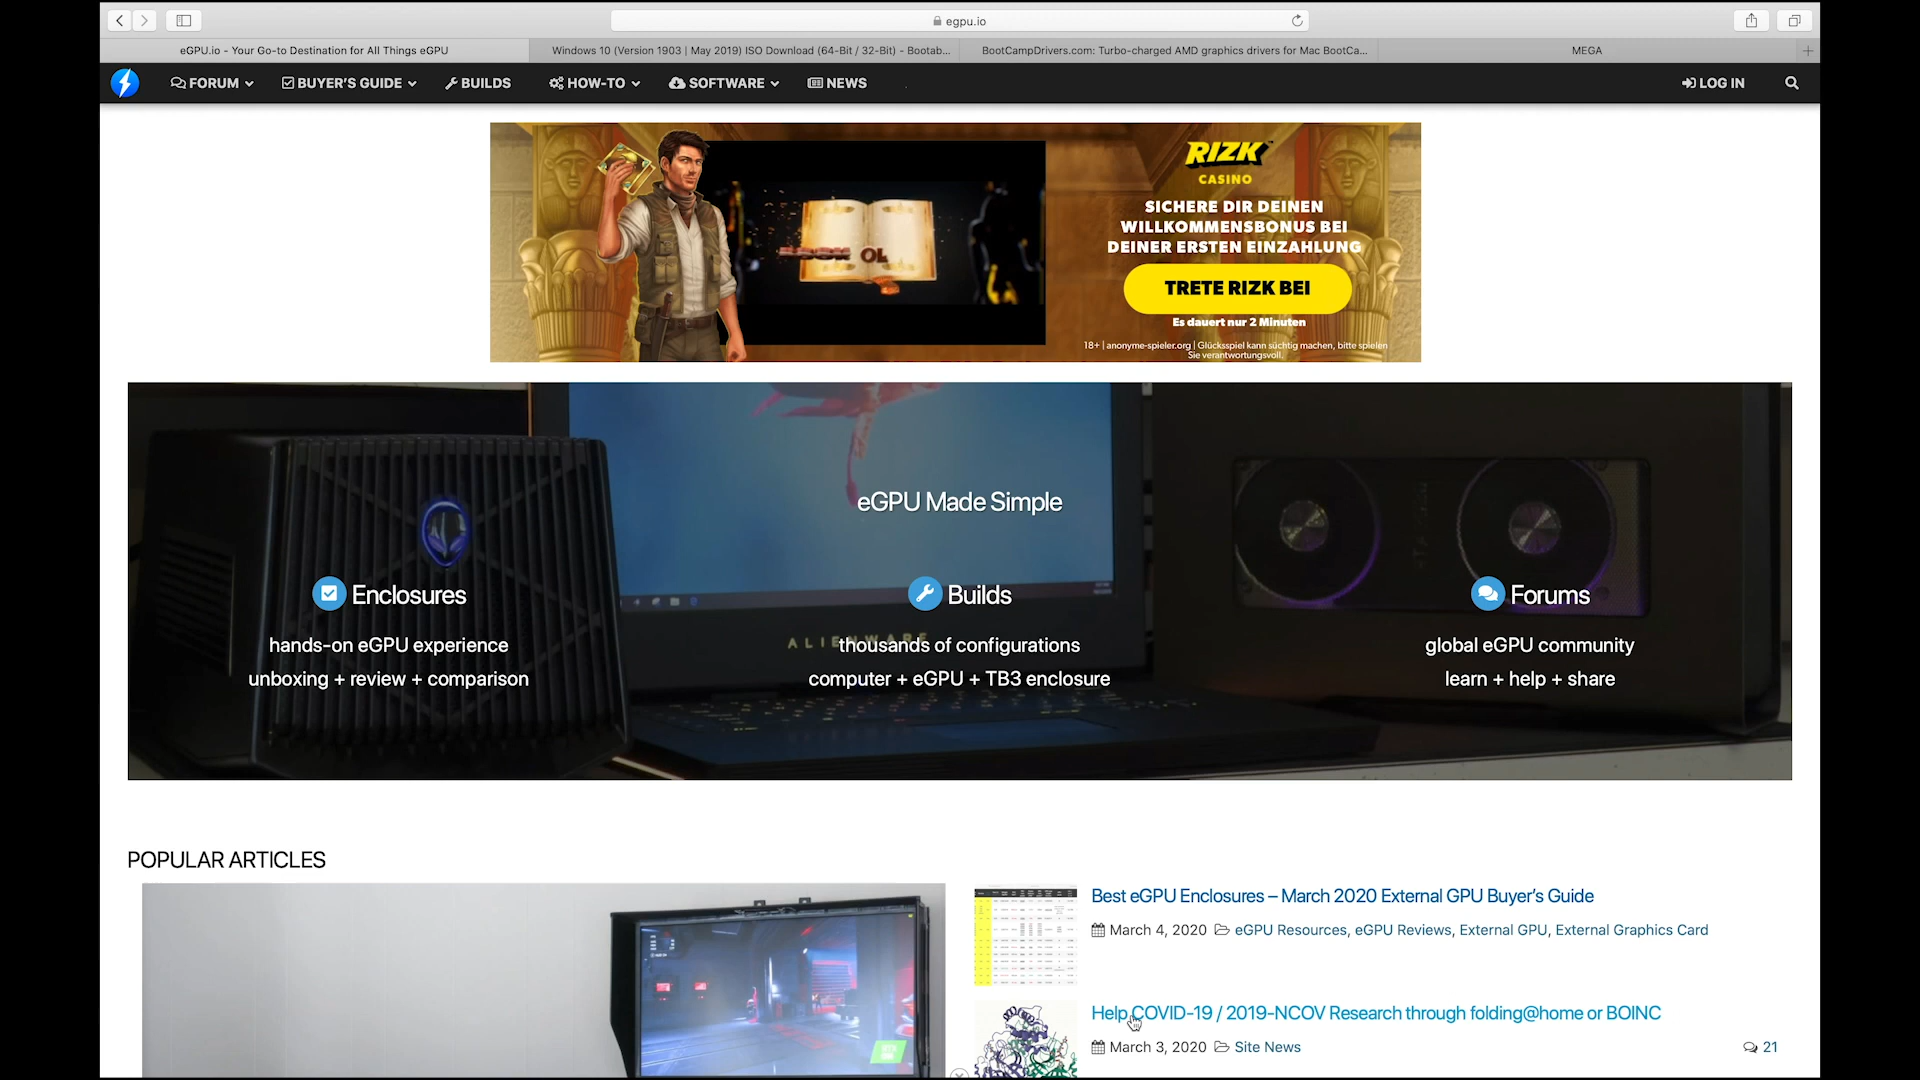 egpu.io
eGPU.io - Your Go-to Destination for All Things eGPU
Windows 10 (Version 1903 | May 2019) ISO Download (64-Bit / 32-Bit) - Bootab...
BootCampDrivers.com: Turbo-charged AMD graphics drivers for Mac BootCa...
MEGA
FORUM
BUYER'S GUIDE
BUILDS
HOW-TO
SOFTWARE
NEWS
LOG IN
RIZK
CASINO
SICHERE DIR DEINEN
WILLKOMMENSBONUS BEI
DEINER ERSTEN EINZAHLUNG
TRETE RIZK BEI
Es dauert nur 2 Minuten
18+ | anonyme-spieler.org | Glücksspiel kann süchtig machen, bitte spielen
Sie verantwortungsvoll.
eGPU Made Simple
Enclosures
hands-on eGPU experience
unboxing + review + comparison
ALIENWARE
Builds
thousands of configurations
computer + eGPU + TB3 enclosure
Forums
global eGPU community
learn + help + share
POPULAR ARTICLES
Best eGPU Enclosures – March 2020 External GPU Buyer's Guide
March 4, 2020 eGPU Resources, eGPU Reviews, External GPU, External Graphics Card
Help COVID-19 / 2019-NCOV Research through folding@home or BOINC
March 3, 2020 Site News
21